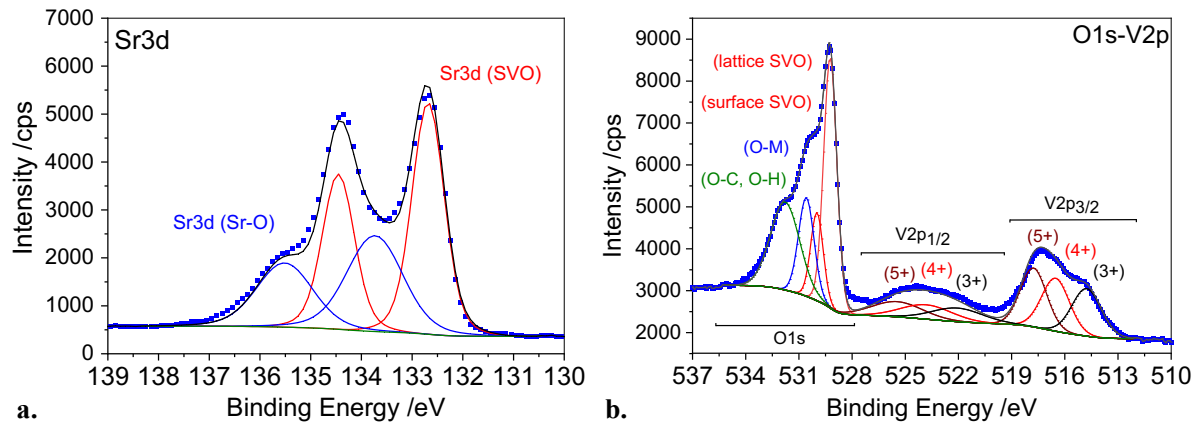 Sr3d
Sr3d (SVO)
Sr3d (Sr-O)
Intensity /cps
7000
6000
5000
4000
3000
2000
1000
0
139 138 137 136 135 134 133 132 131 130
Binding Energy /eV
a.
O1s-V2p
(lattice SVO)
(surface SVO)
(O-M)
(O-C, O-H)
V2p3/2
V2p1/2
(5+) (4+) (3+)
(5+) (4+) (3+)
O1s
Intensity /cps
9000
8000
7000
6000
5000
4000
3000
2000
537 534 531 528 525 522 519 516 513 510
Binding Energy /eV
b.